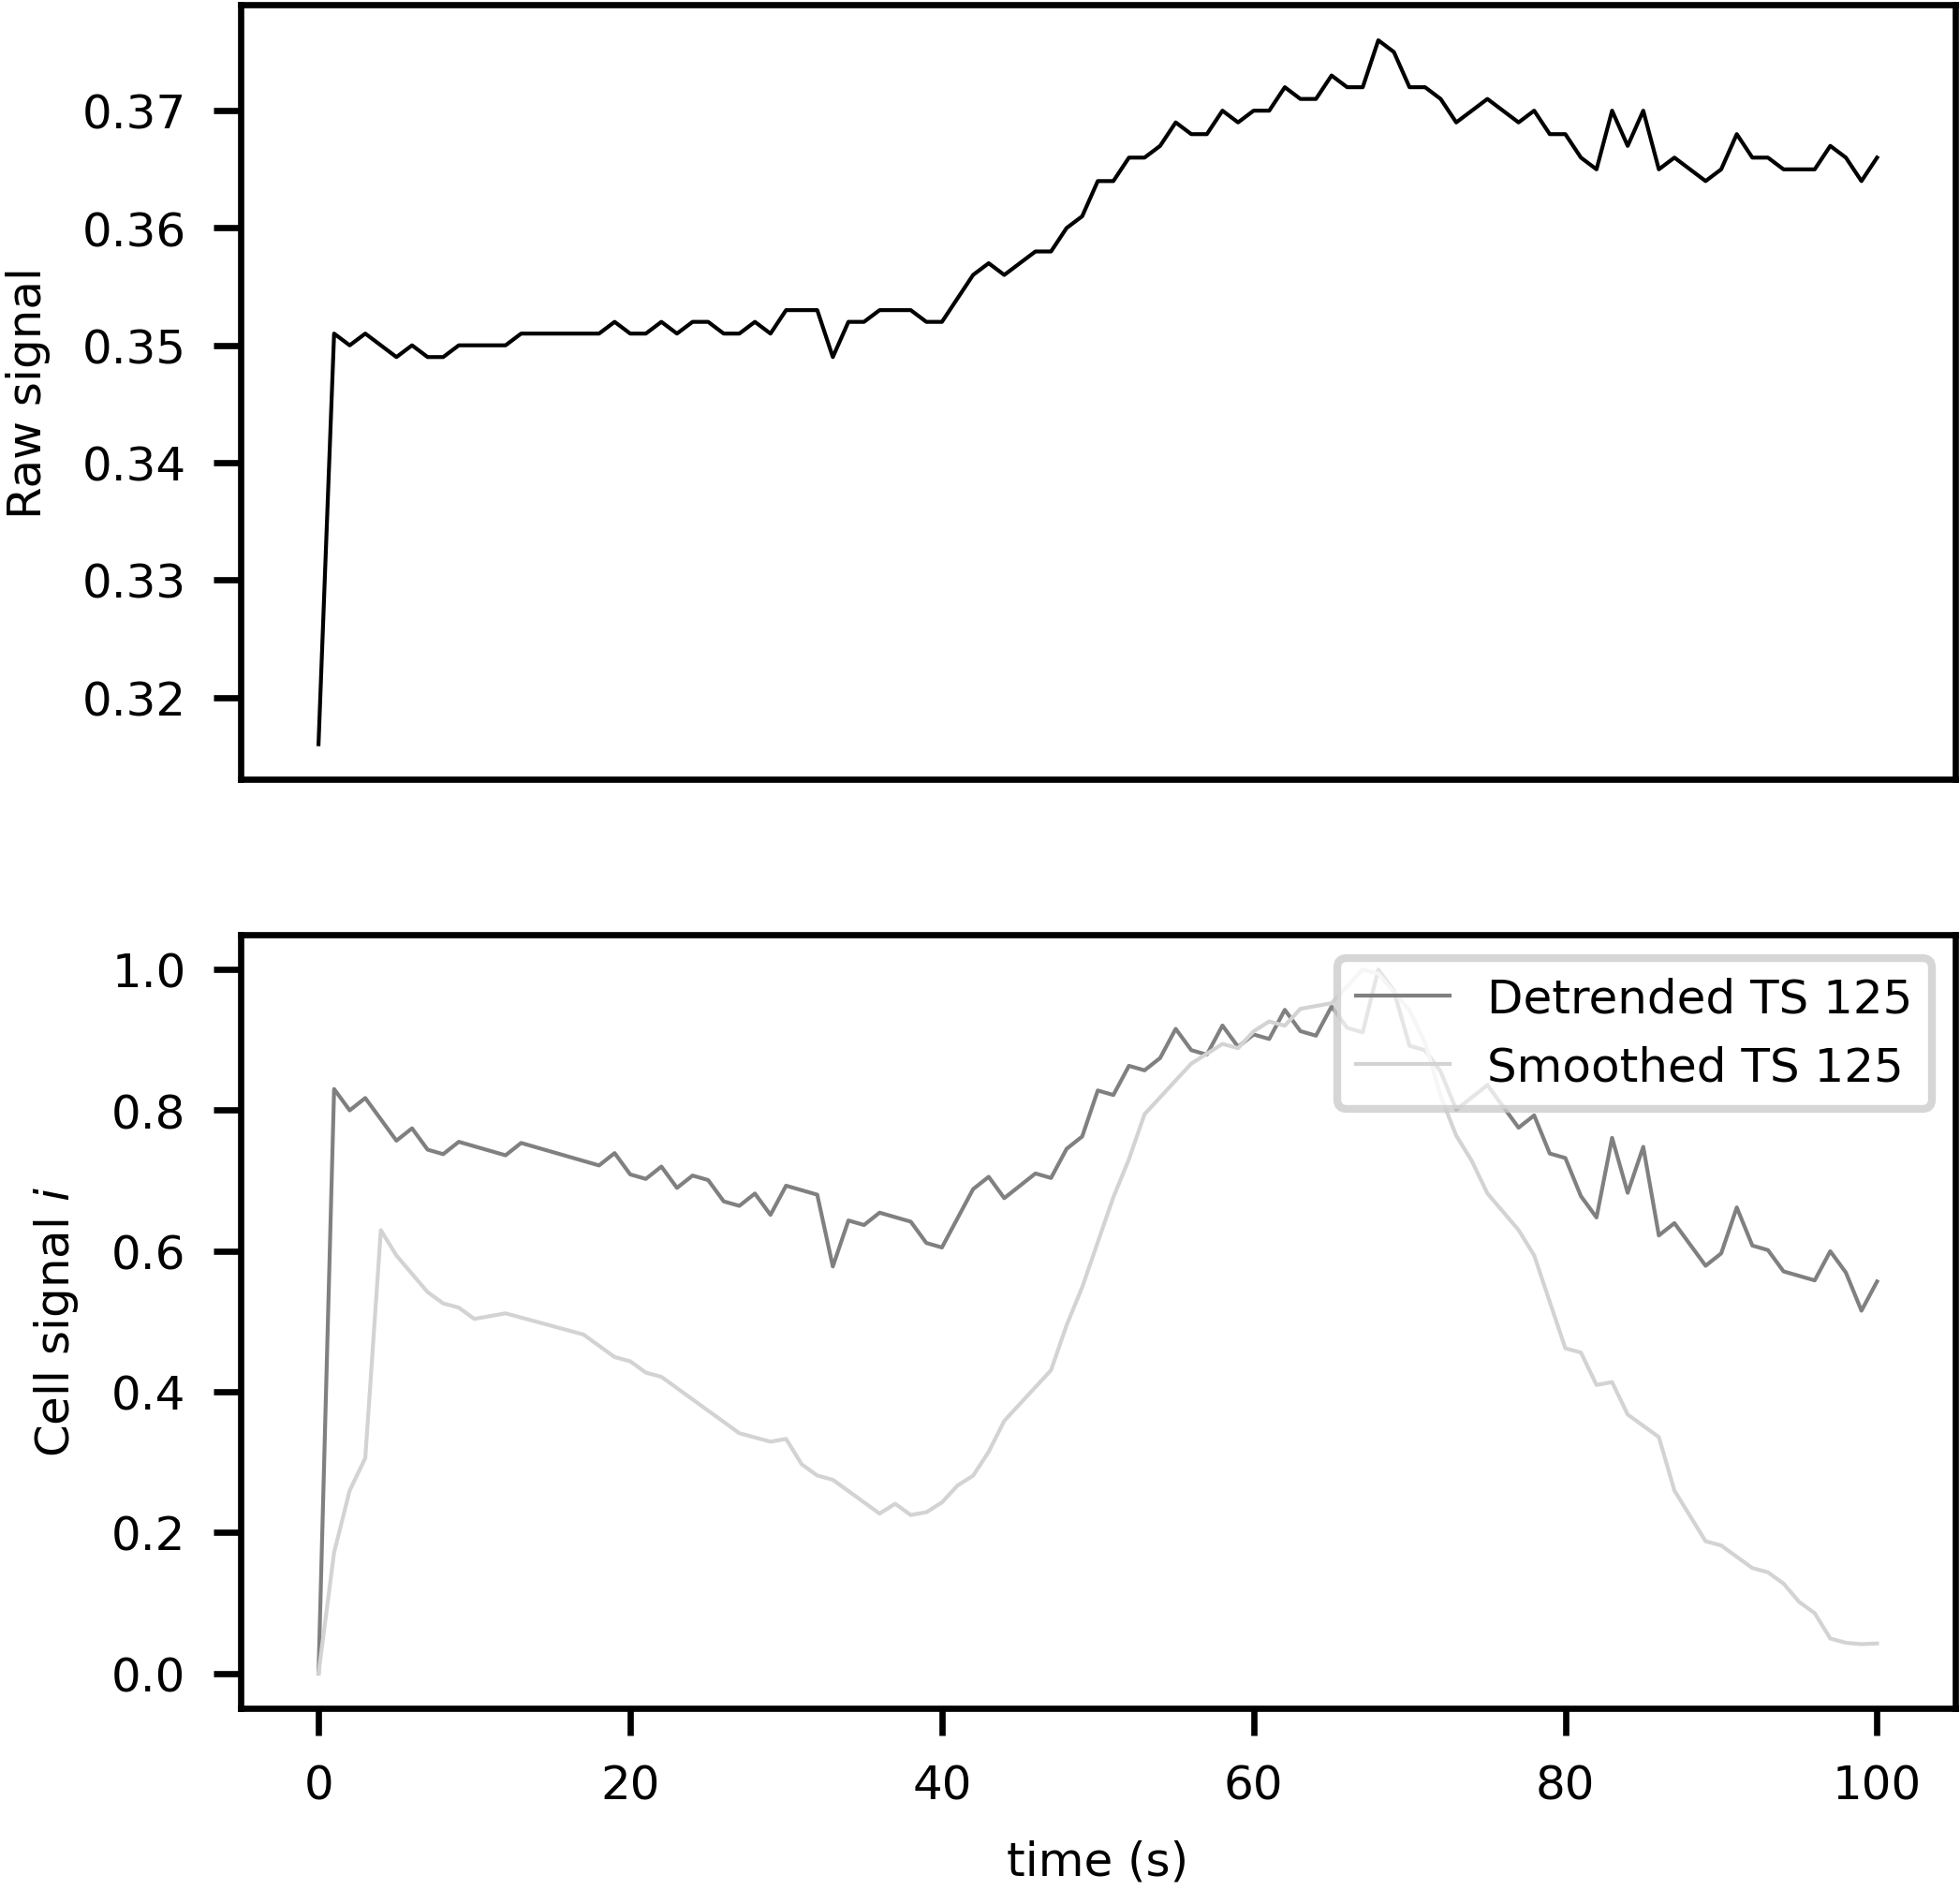 Raw signal
0.37
0.36
0.35
0.34
0.33
0.32
Cell signal i
1.0
0.8
0.6
0.4
0.2
0.0
Detrended TS 125
Smoothed TS 125
0 20 40 60 80 100
time (s)